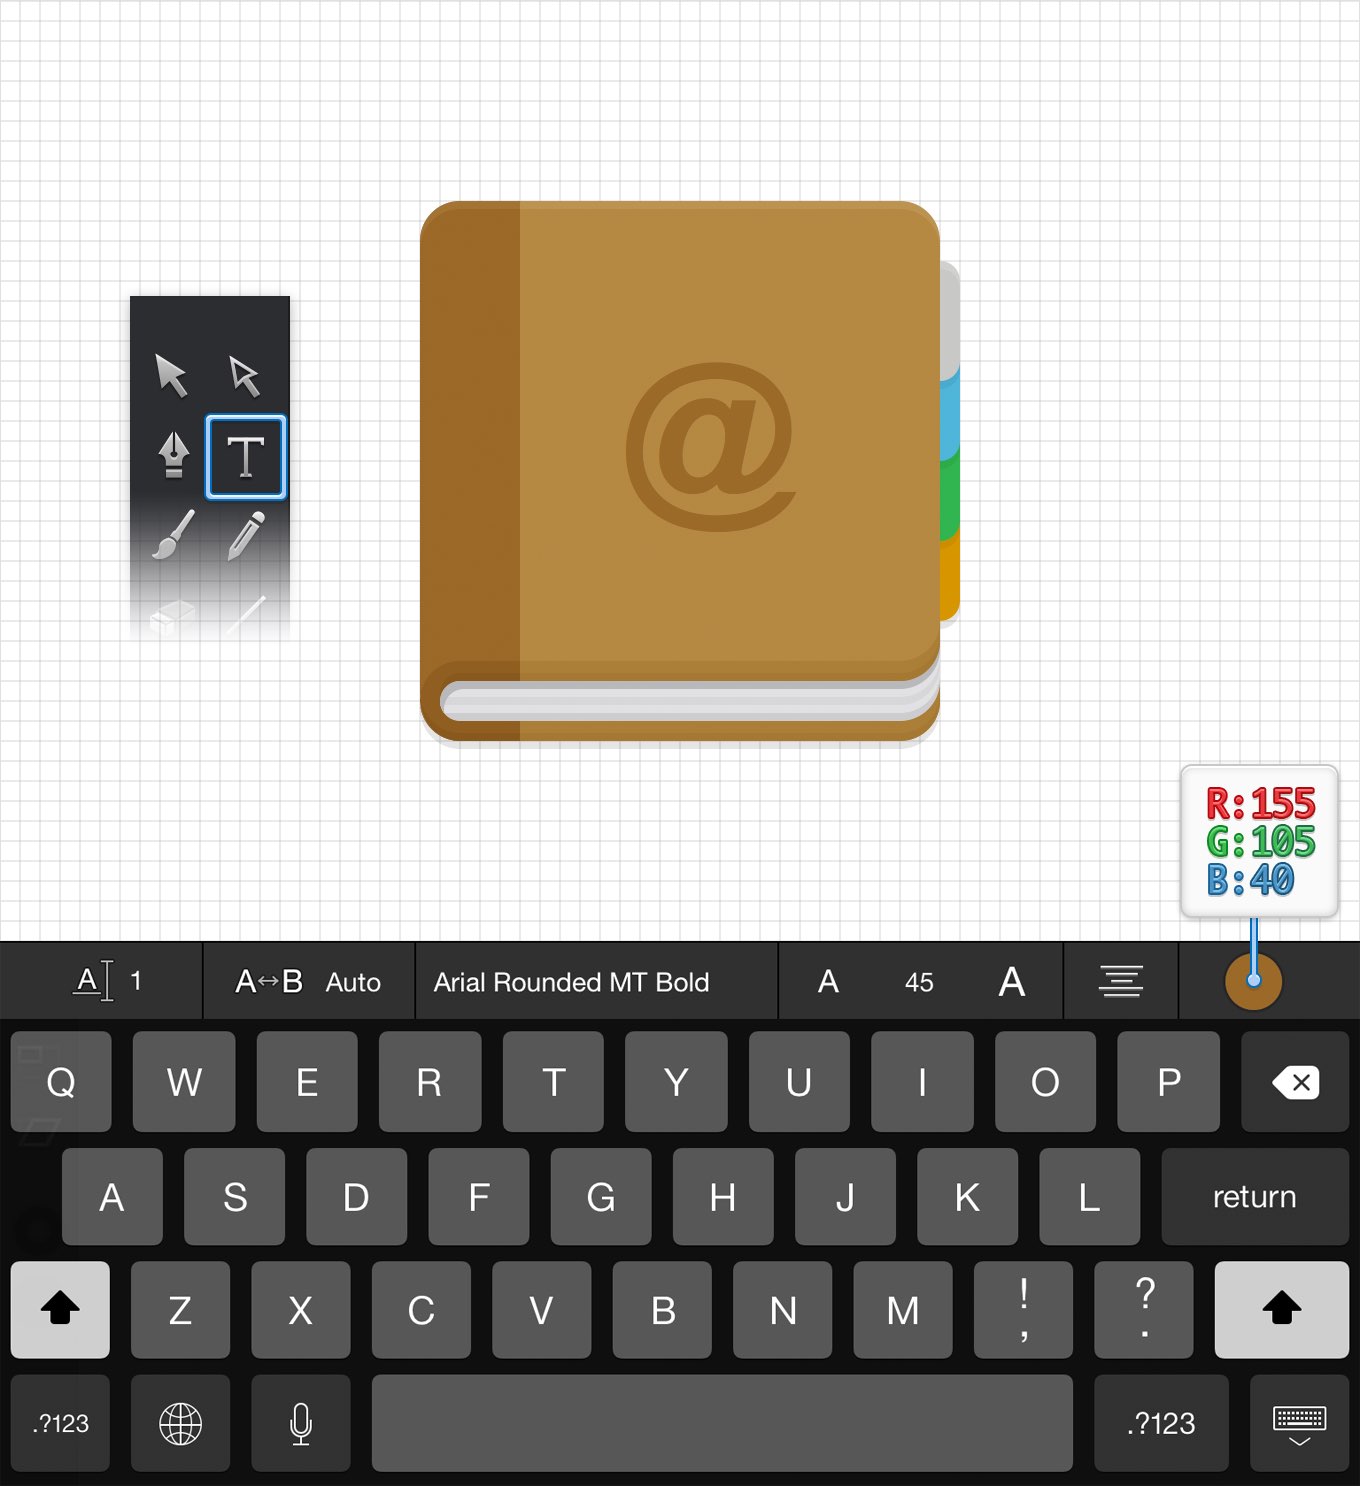 @
T
R:155
G:105
B:40
A 1 A↔B Auto Arial Rounded MT Bold A 45 A
Q W E R T Y U I O P
A S D F G H J K L return
Z X C V B N M ! , ? .
.?123 .?123